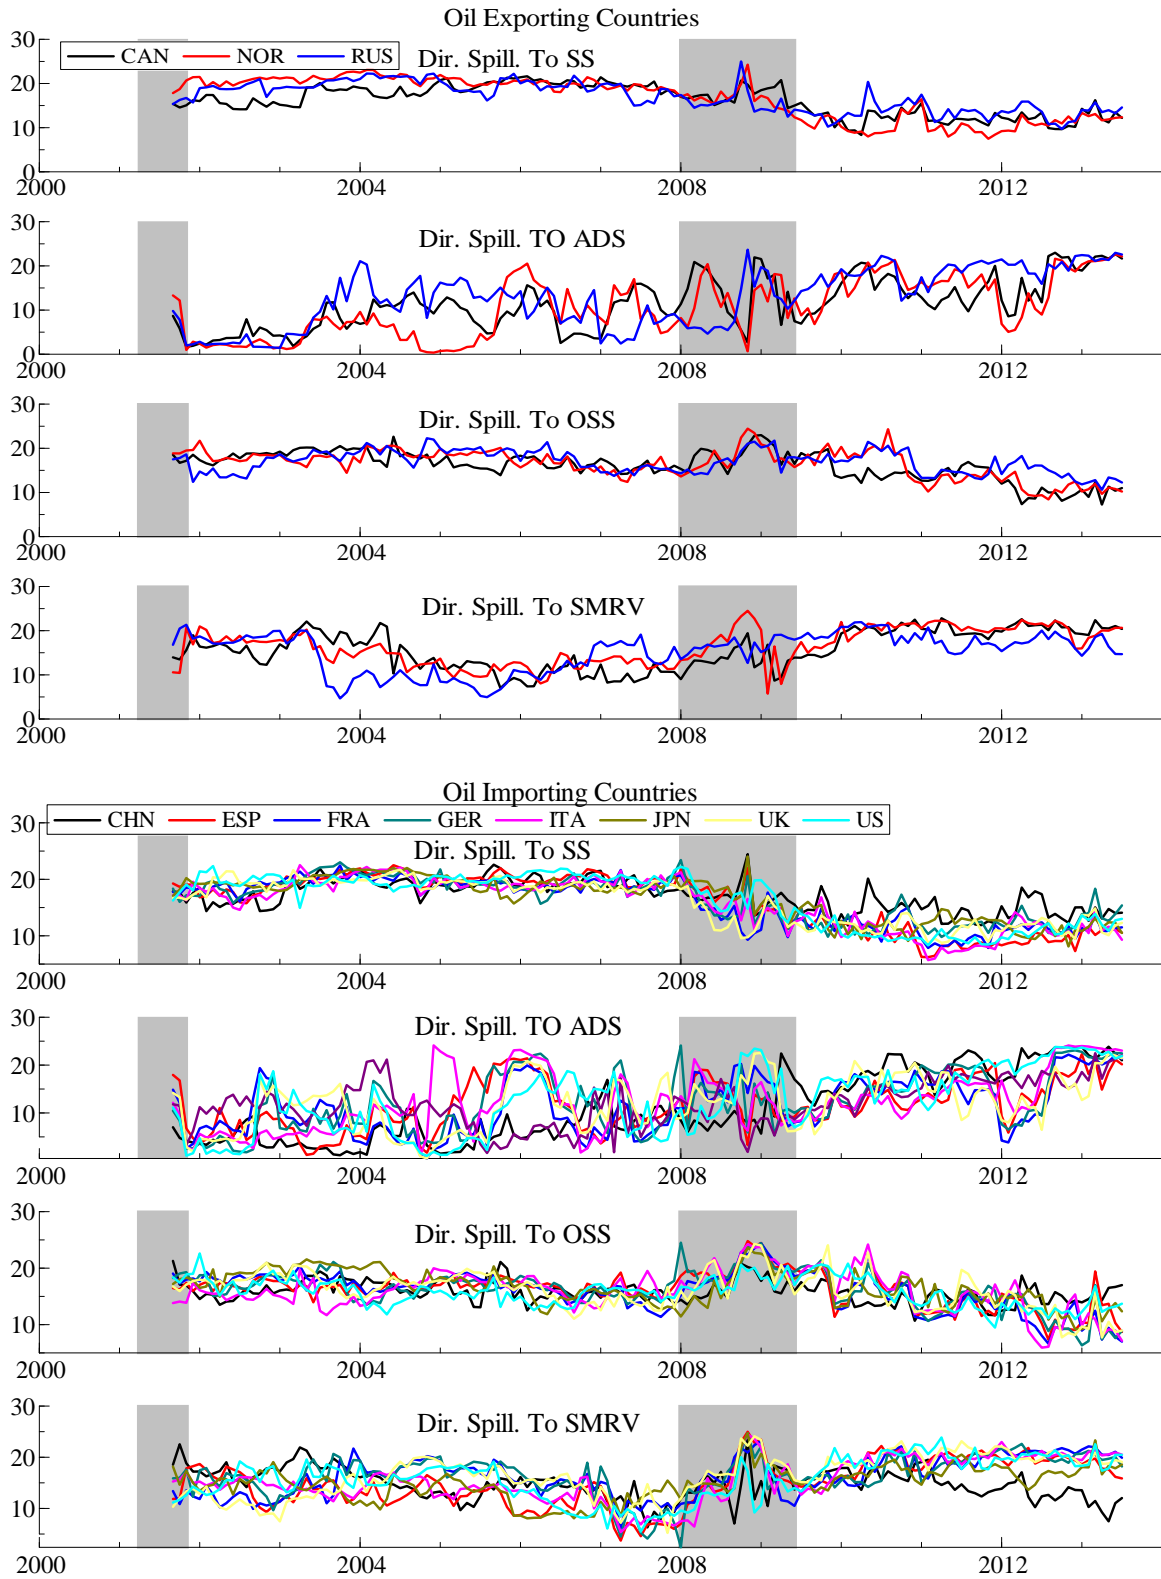 Oil Exporting Countries
30
CAN NOR RUS
Dir. Spill. To SS
20
10
0
2000 2004 2008 2012
30
Dir. Spill. TO ADS
20
10
0
2000 2004 2008 2012
30
Dir. Spill. To OSS
20
10
2000 2004 2008 2012
30
Dir. Spill. To SMRV
20
10
0
2000 2004 2008 2012
Oil Importing Countries
30
CHN ESP FRA GER ITA JPN UK US
Dir. Spill. To SS
20
10
2000 2004 2008 2012
30
Dir. Spill. TO ADS
20
10
2000 2004 2008 2012
30
Dir. Spill. To OSS
20
10
2000 2004 2008 2012
30
Dir. Spill. To SMRV
20
10
2000 2004 2008 2012